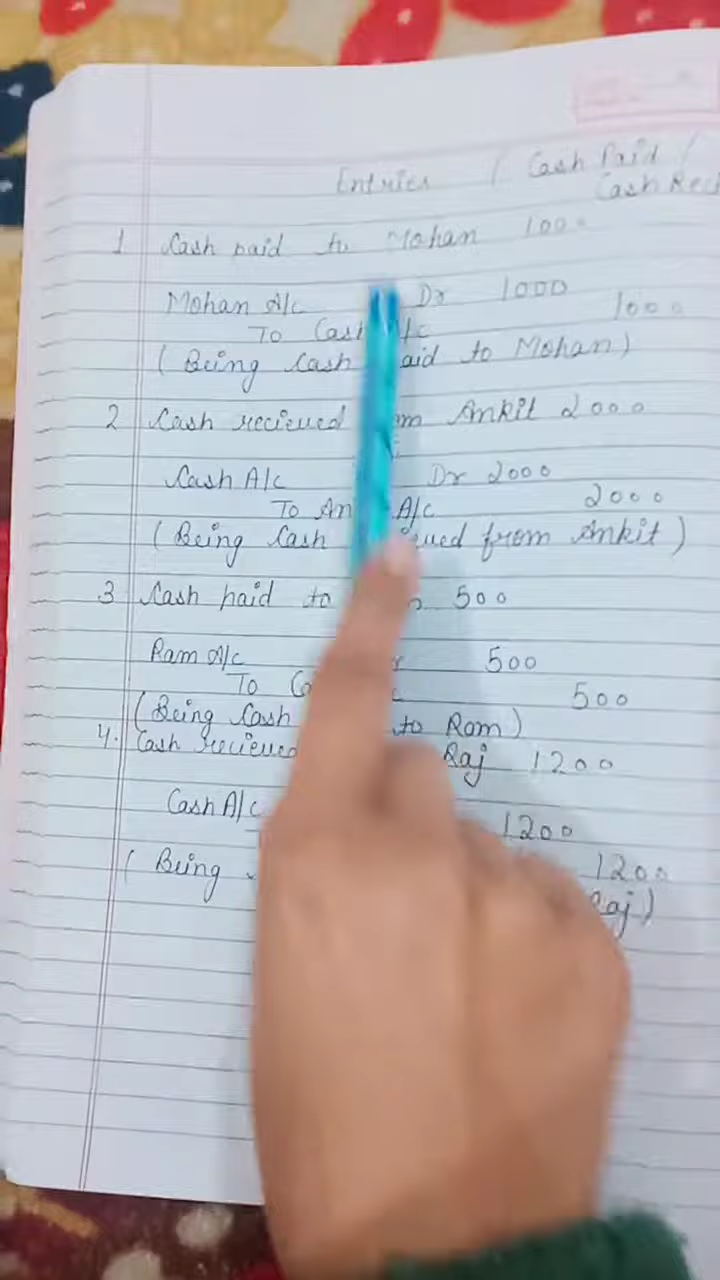 Entries ( Cash Paid /
Cash Rec
1 Cash paid to Mohan 1000
Mohan A/c Dr 1000
To Cash A/c 1000
( Being Cash paid to Mohan )
2 Cash recieved Ankit 2000
Cash A/c Dr 2000
To A/c 2000
( Being Cash from Ankit )
3 Cash paid to 500
Ram A/c 500
To 500
( Being Cash to Ram )
4. Cash recieved Raj 1200
Cash A/c 1200
1200
( Being
Raj )